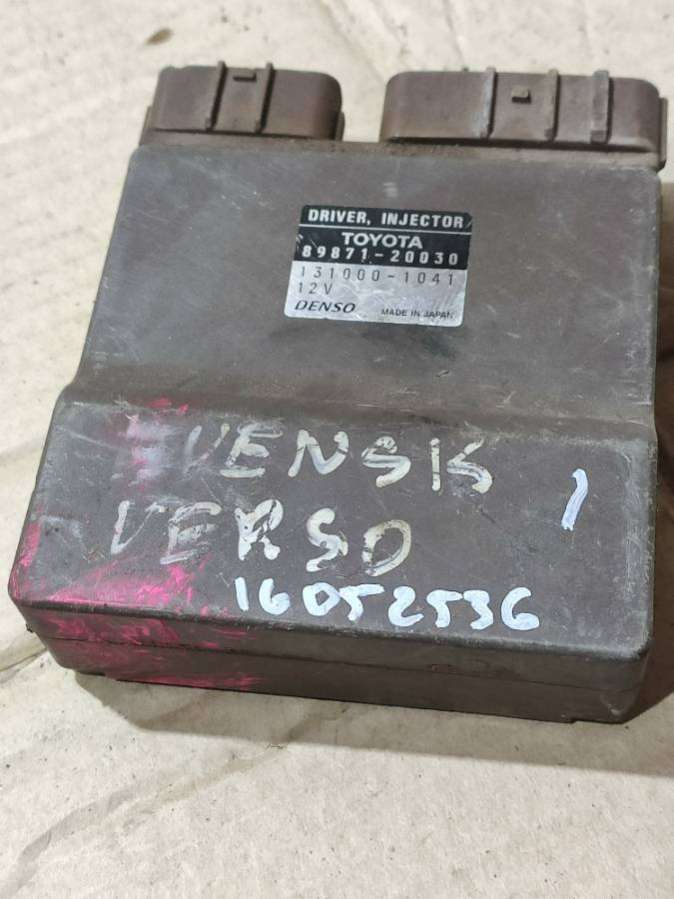 DRIVER, INJECTOR
TOYOTA
89871-20030
131000-1041
12V
DENSO MADE IN JAPAN
VENSIS
VERSO
1
16052536